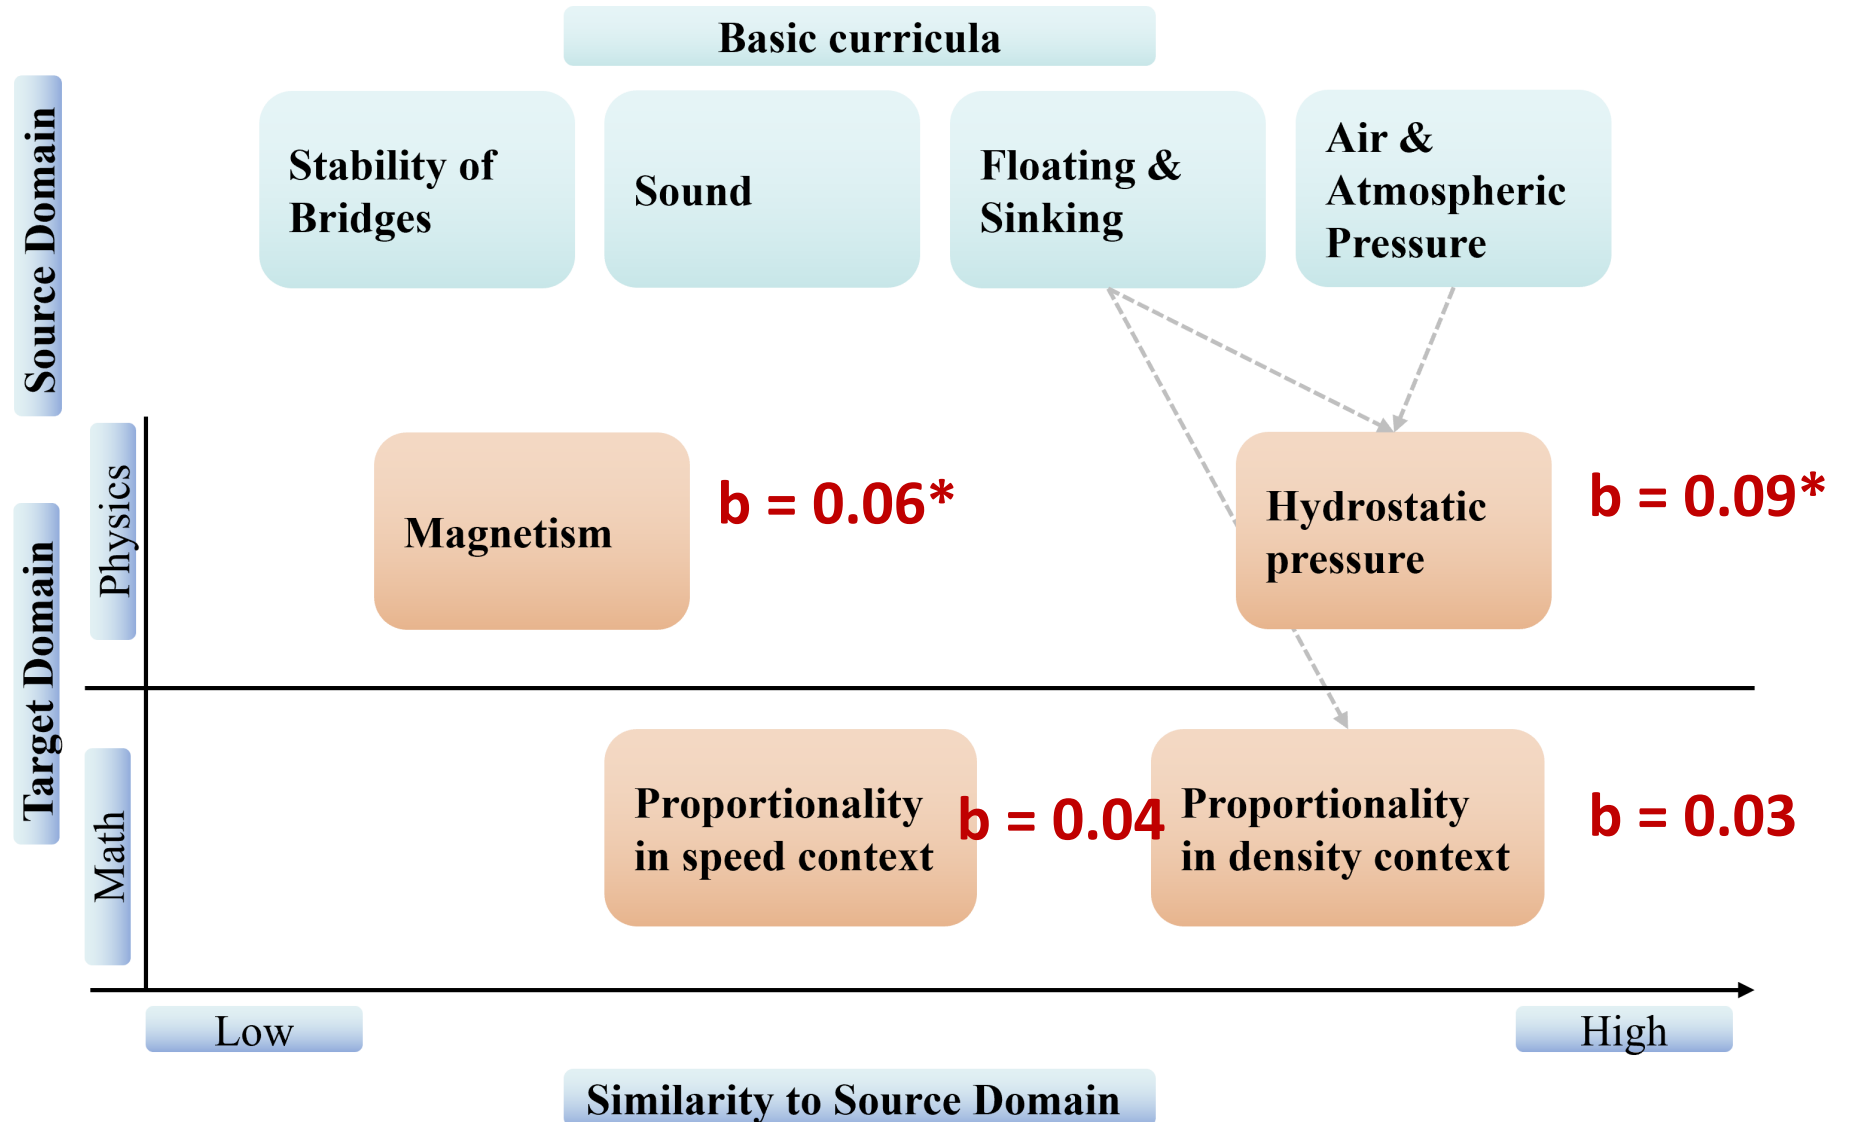 Basic curricula
Source Domain
Stability of
Bridges
Sound
Floating &
Sinking
Air &
Atmospheric
Pressure
Target Domain
Physics
Magnetism
b = 0.06*
Hydrostatic
pressure
b = 0.09*
Math
Proportionality
in speed context
b = 0.04
Proportionality
in density context
b = 0.03
Low
High
Similarity to Source Domain